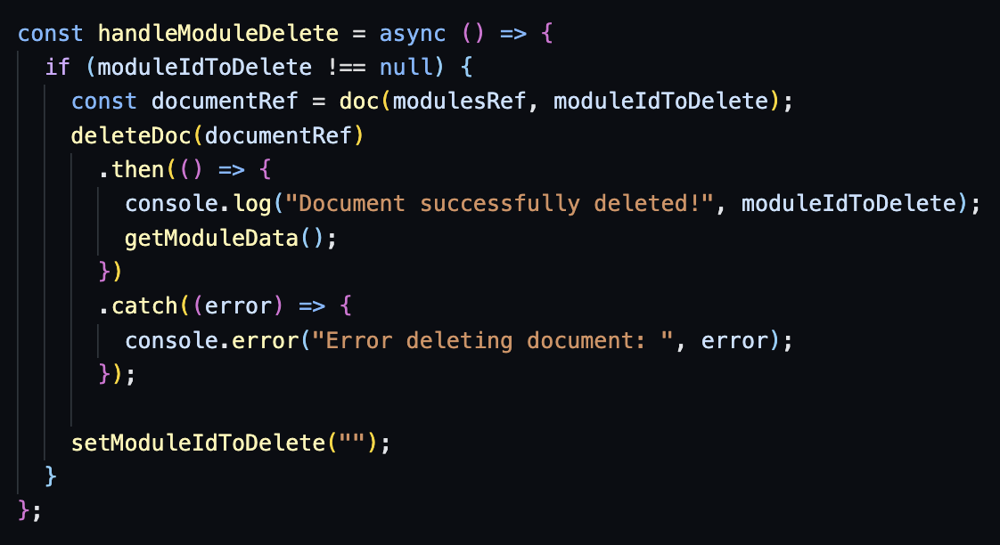 const handleModuleDelete = async () => {
  if (moduleIdToDelete !== null) {
    const documentRef = doc(modulesRef, moduleIdToDelete);
    deleteDoc(documentRef)
      .then(() => {
        console.log("Document successfully deleted!", moduleIdToDelete);
        getModuleData();
      })
      .catch((error) => {
        console.error("Error deleting document: ", error);
      });

    setModuleIdToDelete("");
  }
};